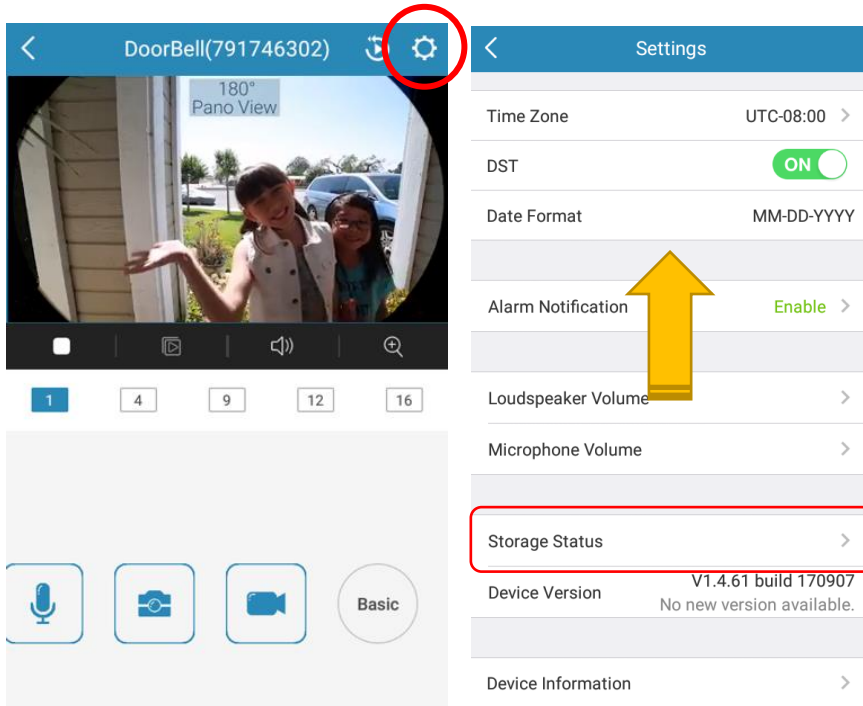 DoorBell(791746302)
180°
Pano View
1
4
9
12
16
Basic
Settings
Time Zone UTC-08:00
DST ON
Date Format MM-DD-YYYY
Alarm Notification Enable
Loudspeaker Volume
Microphone Volume
Storage Status
Device Version V1.4.61 build 170907
No new version available.
Device Information